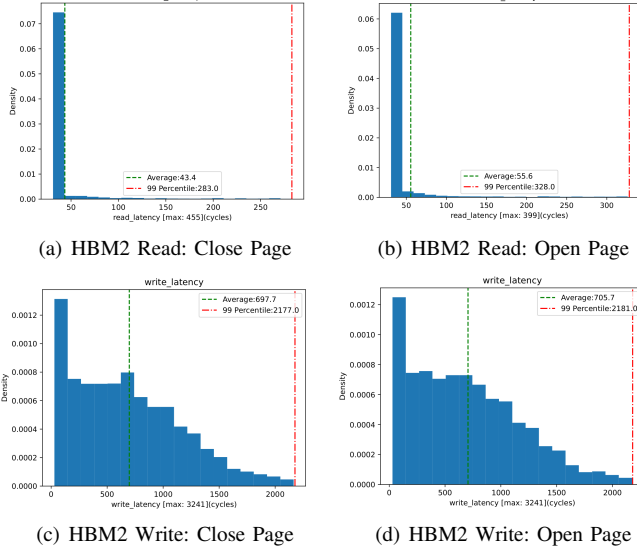 0.07
0.06
0.05
0.04
0.03
0.02
0.01
0.00
Density
50
100
150
200
250
Average:43.4
99 Percentile:283.0
read_latency [max: 455](cycles)
(a) HBM2 Read: Close Page
0.06
0.05
0.04
0.03
0.02
0.01
0.00
Density
50
100
150
200
250
300
Average:55.6
99 Percentile:328.0
read_latency [max: 399](cycles)
(b) HBM2 Read: Open Page
write_latency
0.0012
0.0010
0.0008
0.0006
0.0004
0.0002
0.0000
Density
0
500
1000
1500
2000
Average:697.7
99 Percentile:2177.0
write_latency [max: 3241](cycles)
(c) HBM2 Write: Close Page
write_latency
0.0012
0.0010
0.0008
0.0006
0.0004
0.0002
0.0000
Density
0
500
1000
1500
2000
Average:705.7
99 Percentile:2181.0
write_latency [max: 3241](cycles)
(d) HBM2 Write: Open Page